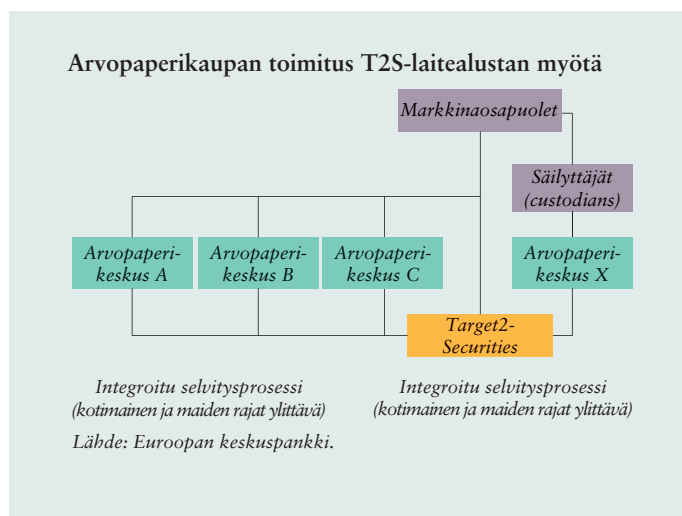 Arvopaperikaupan toimitus T2S-laitealustan myötä
Markkinaosapuolet
Säilyttäjät
(custodians)
Arvopaperi-
keskus A
Arvopaperi-
keskus B
Arvopaperi-
keskus C
Arvopaperi-
keskus X
Target2-
Securities
Integroitu selvitysprosessi
(kotimainen ja maiden rajat ylittävä)
Integroitu selvitysprosessi
(kotimainen ja maiden rajat ylittävä)
Lähde: Euroopan keskuspankki.